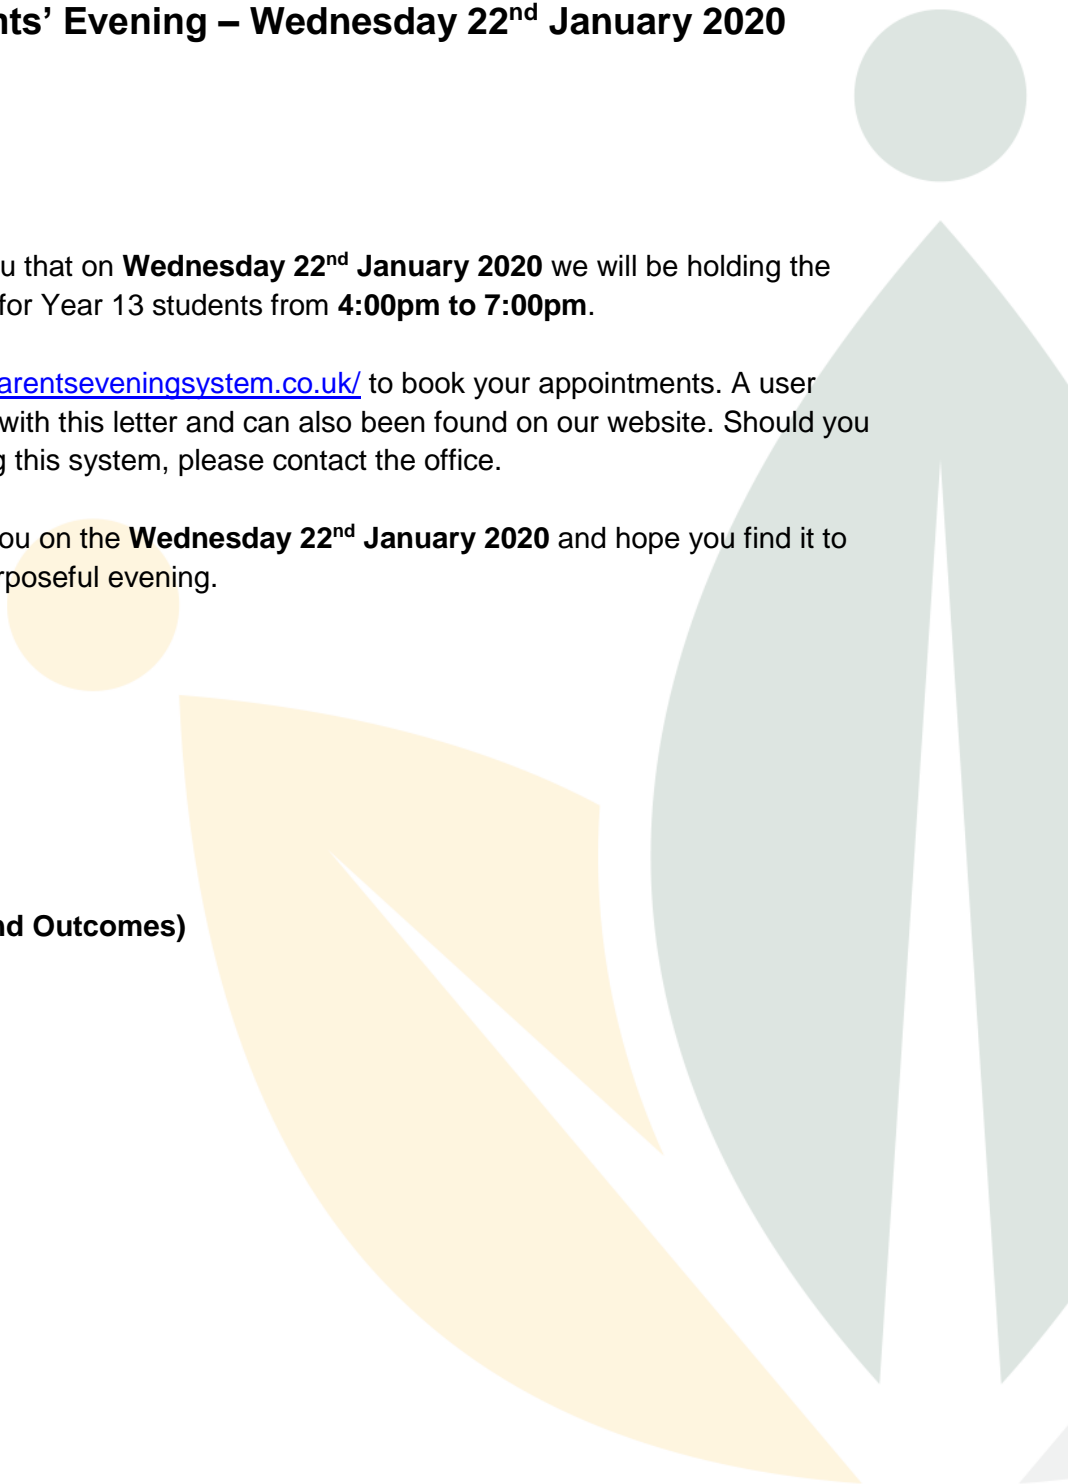 nts’ Evening – Wednesday 22nd January 2020
u that on Wednesday 22nd January 2020 we will be holding the
for Year 13 students from 4:00pm to 7:00pm.
arentseveningsystem.co.uk/ to book your appointments. A user
with this letter and can also been found on our website. Should you
g this system, please contact the office.
ou on the Wednesday 22nd January 2020 and hope you find it to
rposeful evening.
nd Outcomes)